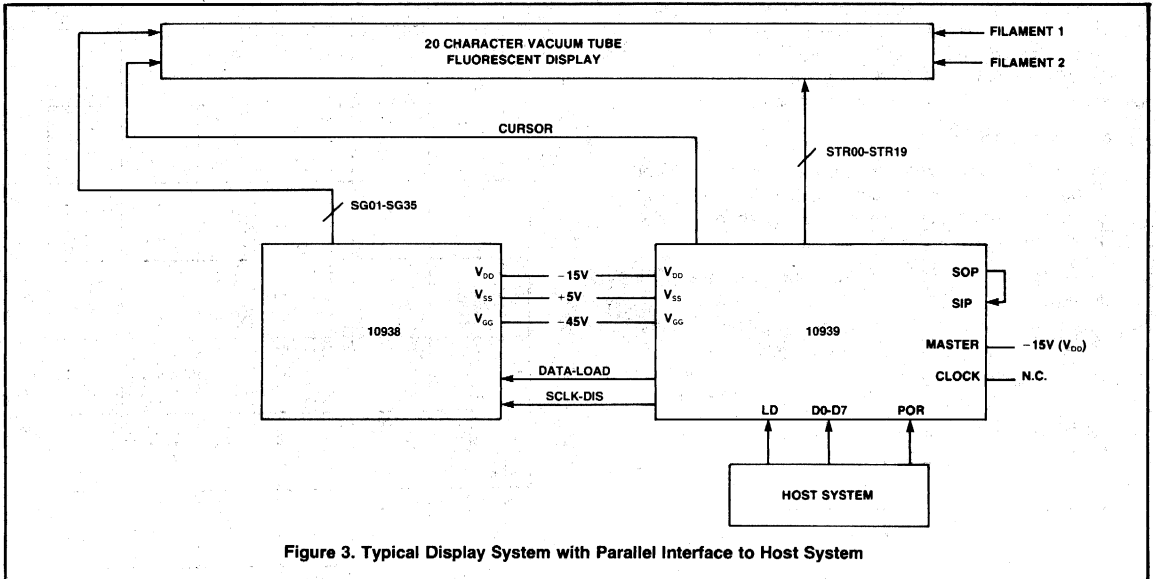 20 CHARACTER VACUUM TUBE
FLUORESCENT DISPLAY
FILAMENT 1
FILAMENT 2
CURSOR
STR00-STR19
SG01-SG35
10938
VDD
VSS
VGG
−15V
+5V
−45V
DATA-LOAD
SCLK-DIS
VDD
VSS
VGG
10939
SOP
SIP
MASTER
−15V (VDD)
CLOCK
N.C.
LD D0-D7 POR
HOST SYSTEM
Figure 3. Typical Display System with Parallel Interface to Host System